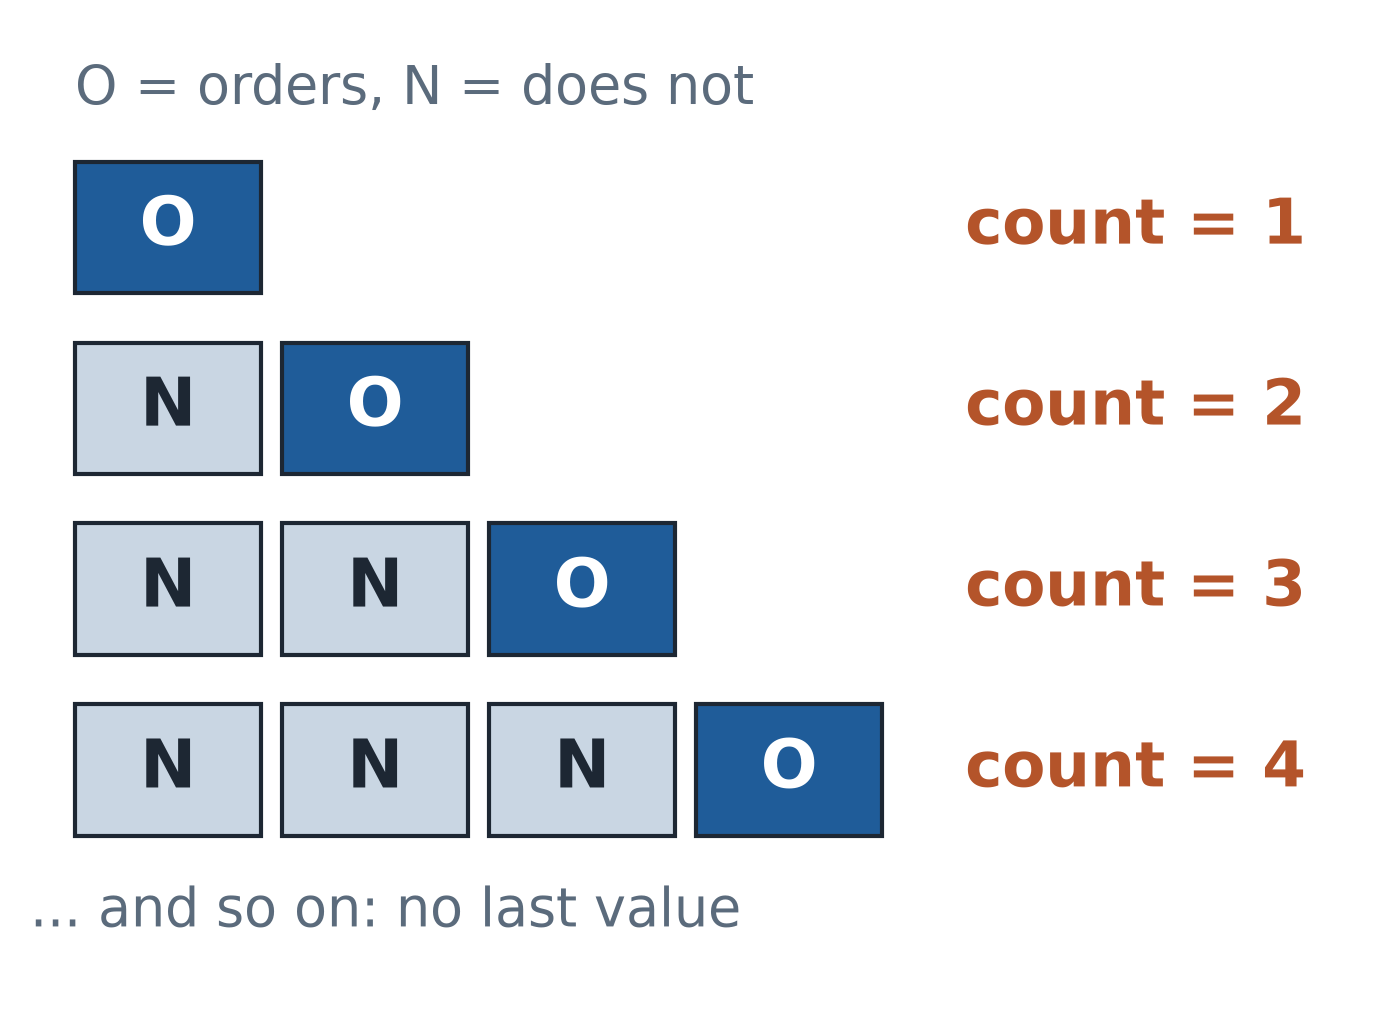 O = orders, N = does not
O count = 1
N O count = 2
N N O count = 3
N N N O count = 4
... and so on: no last value